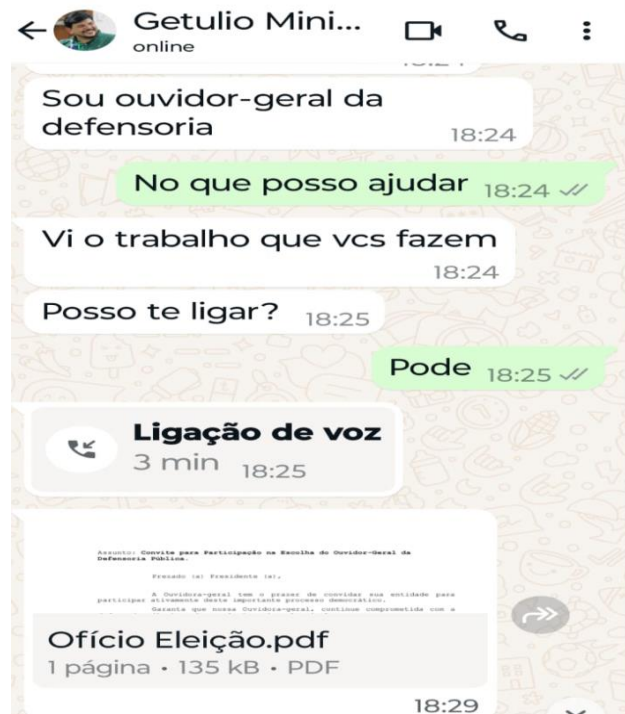 Getulio Mini...
online
Sou ouvidor-geral da
defensoria
18:24
No que posso ajudar 18:24
Vi o trabalho que vcs fazem
18:24
Posso te ligar? 18:25
Pode 18:25
Ligação de voz
3 min 18:25
Assunto: Convite para Participação na Escolha do Ouvidor-Geral da
Defensoria Pública.
Prezado (a) Presidente (a),
A Ouvidora-geral tem o prazer de convidar sua entidade para
participar ativamente deste importante processo democrático.
Garanta que nossa Ouvidora-geral, continue comprometida com a
Ofício Eleição.pdf
1 página • 135 kB • PDF
18:29